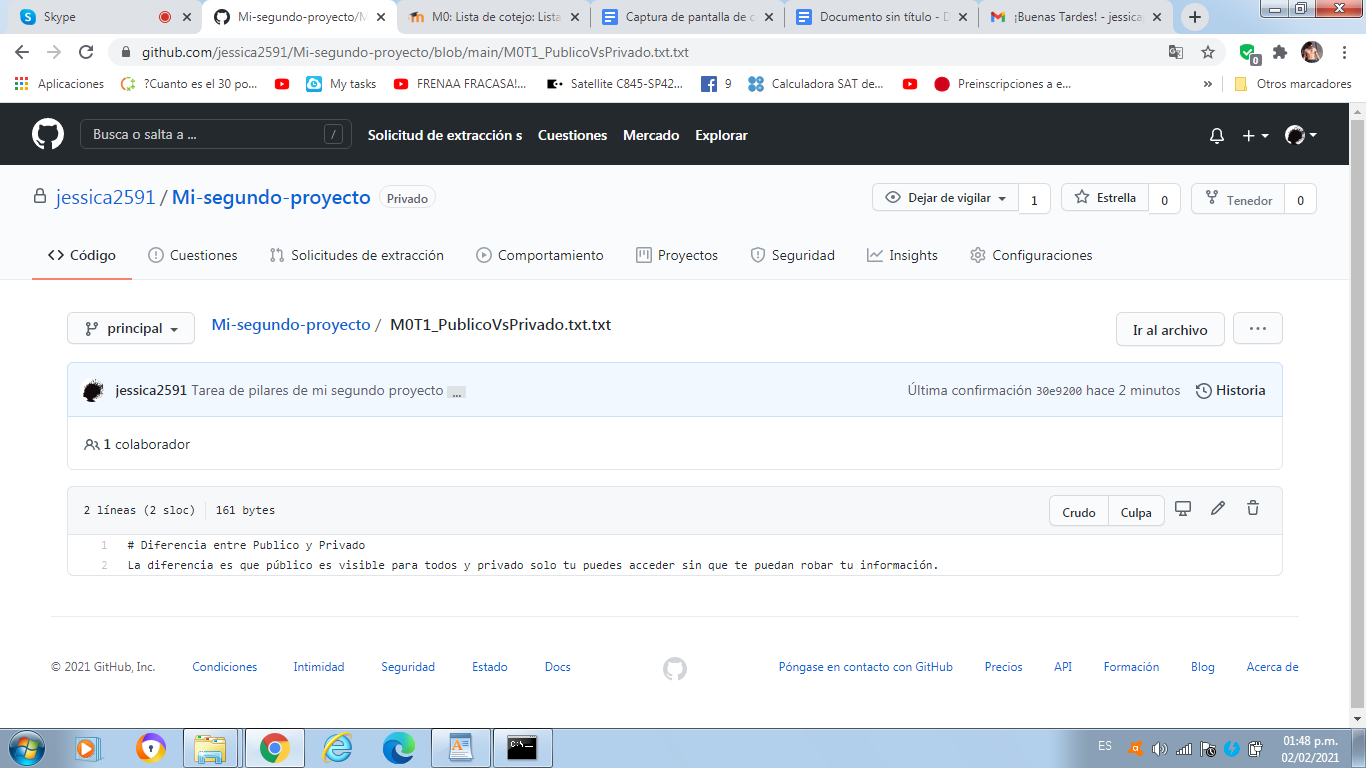 Skype
Mi-segundo-proyecto/M
M0: Lista de cotejo: Lista
Captura de pantalla de c
Documento sin título - D
¡Buenas Tardes! - jessica
github.com/jessica2591/Mi-segundo-proyecto/blob/main/M0T1_PublicoVsPrivado.txt.txt
0
Aplicaciones
?Cuanto es el 30 po...
My tasks
FRENAA FRACASA!...
Satellite C845-SP42...
9
Calculadora SAT de...
Preinscripciones a e...
»
Otros marcadores
Busca o salta a ...
/
Solicitud de extracción s
Cuestiones
Mercado
Explorar
jessica2591 / Mi-segundo-proyecto
Privado
Dejar de vigilar
1
Estrella
0
Tenedor
0
Código
Cuestiones
Solicitudes de extracción
Comportamiento
Proyectos
Seguridad
Insights
Configuraciones
principal
Mi-segundo-proyecto / M0T1_PublicoVsPrivado.txt.txt
Ir al archivo
...
jessica2591 Tarea de pilares de mi segundo proyecto ...
Última confirmación 30e9200 hace 2 minutos
Historia
1 colaborador
2 líneas (2 sloc)
161 bytes
Crudo
Culpa
1 # Diferencia entre Publico y Privado
2 La diferencia es que público es visible para todos y privado solo tu puedes acceder sin que te puedan robar tu información.
© 2021 GitHub, Inc.
Condiciones
Intimidad
Seguridad
Estado
Docs
Póngase en contacto con GitHub
Precios
API
Formación
Blog
Acerca de
ES
01:48 p.m.
02/02/2021